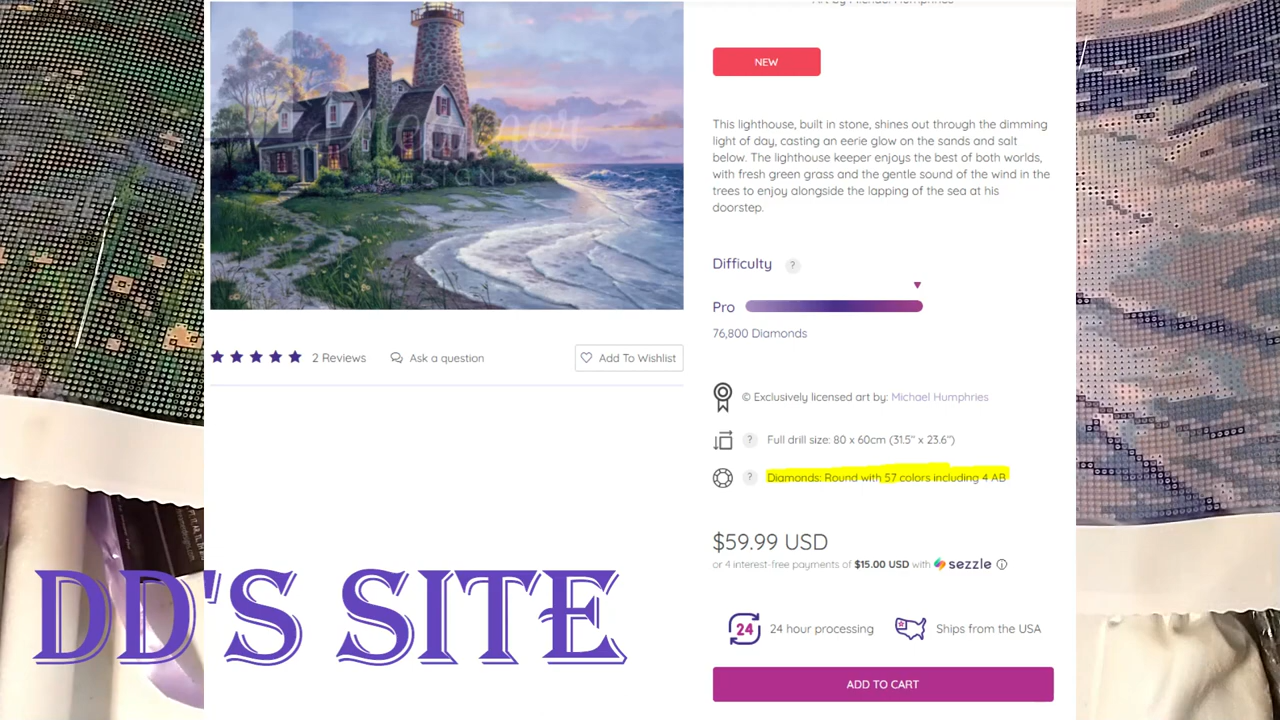 Art by Michael Humphries
NEW
This lighthouse, built in stone, shines out through the dimming
light of day, casting an eerie glow on the sands and salt
below. The lighthouse keeper enjoys the best of both worlds,
with fresh green grass and the gentle sound of the wind in the
trees to enjoy alongside the lapping of the sea at his
doorstep.
DESIGNS
Difficulty ?
Pro
76,800 Diamonds
2 Reviews
Ask a question
Add To Wishlist
© Exclusively licensed art by: Michael Humphries
? Full drill size: 80 x 60cm (31.5″ x 23.6″)
? Diamonds: Round with 57 colors including 4 AB
$59.99 USD
or 4 interest-free payments of $15.00 USD with sezzle ⓘ
24 24 hour processing
Ships from the USA
ADD TO CART
DD'S SITE